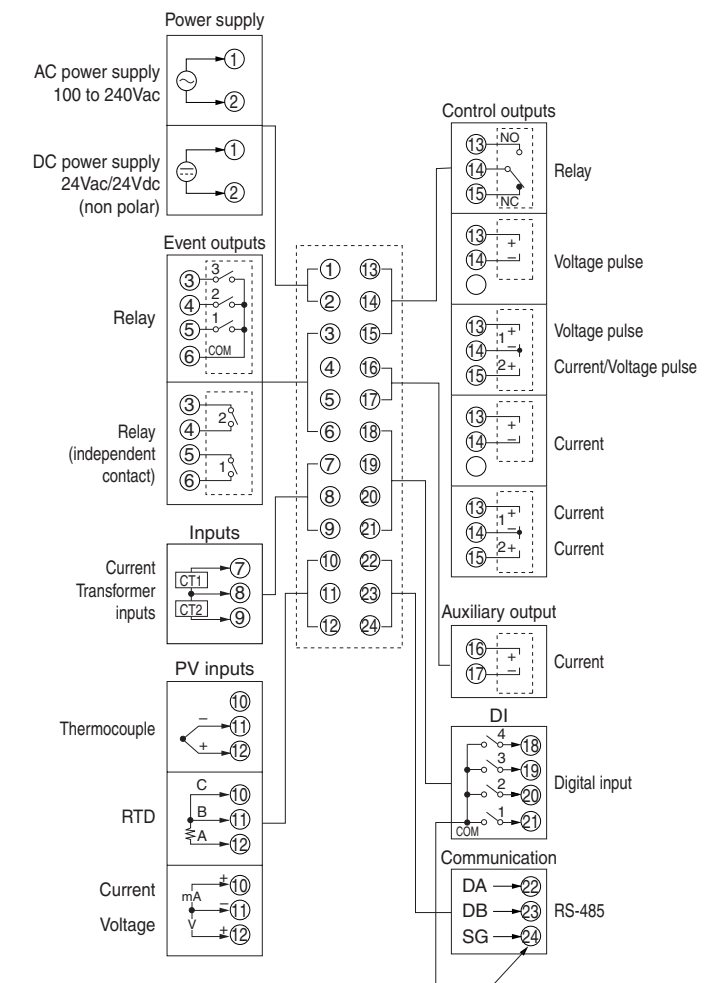 Power supply
AC power supply
100 to 240Vac
1
2
DC power supply
24Vac/24Vdc
(non polar)
1
2
Event outputs
Relay
3 3
4 2
5 1
6 COM
Relay
(independent
contact)
3
4 2
5
6 1
Inputs
Current
Transformer
inputs
CT1
CT2
7
8
9
PV inputs
Thermocouple
10
− 11
+ 12
RTD
C 10
B 11
A 12
Current
Voltage
mA
V
+ 10
− 11
+ 12
1 13
2 14
3 15
4 16
5 17
6 18
7 19
8 20
9 21
10 22
11 23
12 24
Control outputs
13 NO
14
15 NC
Relay
13 +
14 −
Voltage pulse
13 1 +
14 −
15 2 +
Voltage pulse
Current/Voltage pulse
13 +
14 −
Current
13 1 +
14 −
15 2 +
Current
Current
Auxiliary output
16 +
17 −
Current
DI
4 18
3 19
2 20
1 21
COM
Digital input
Communication
DA 22
DB 23
SG 24
RS-485